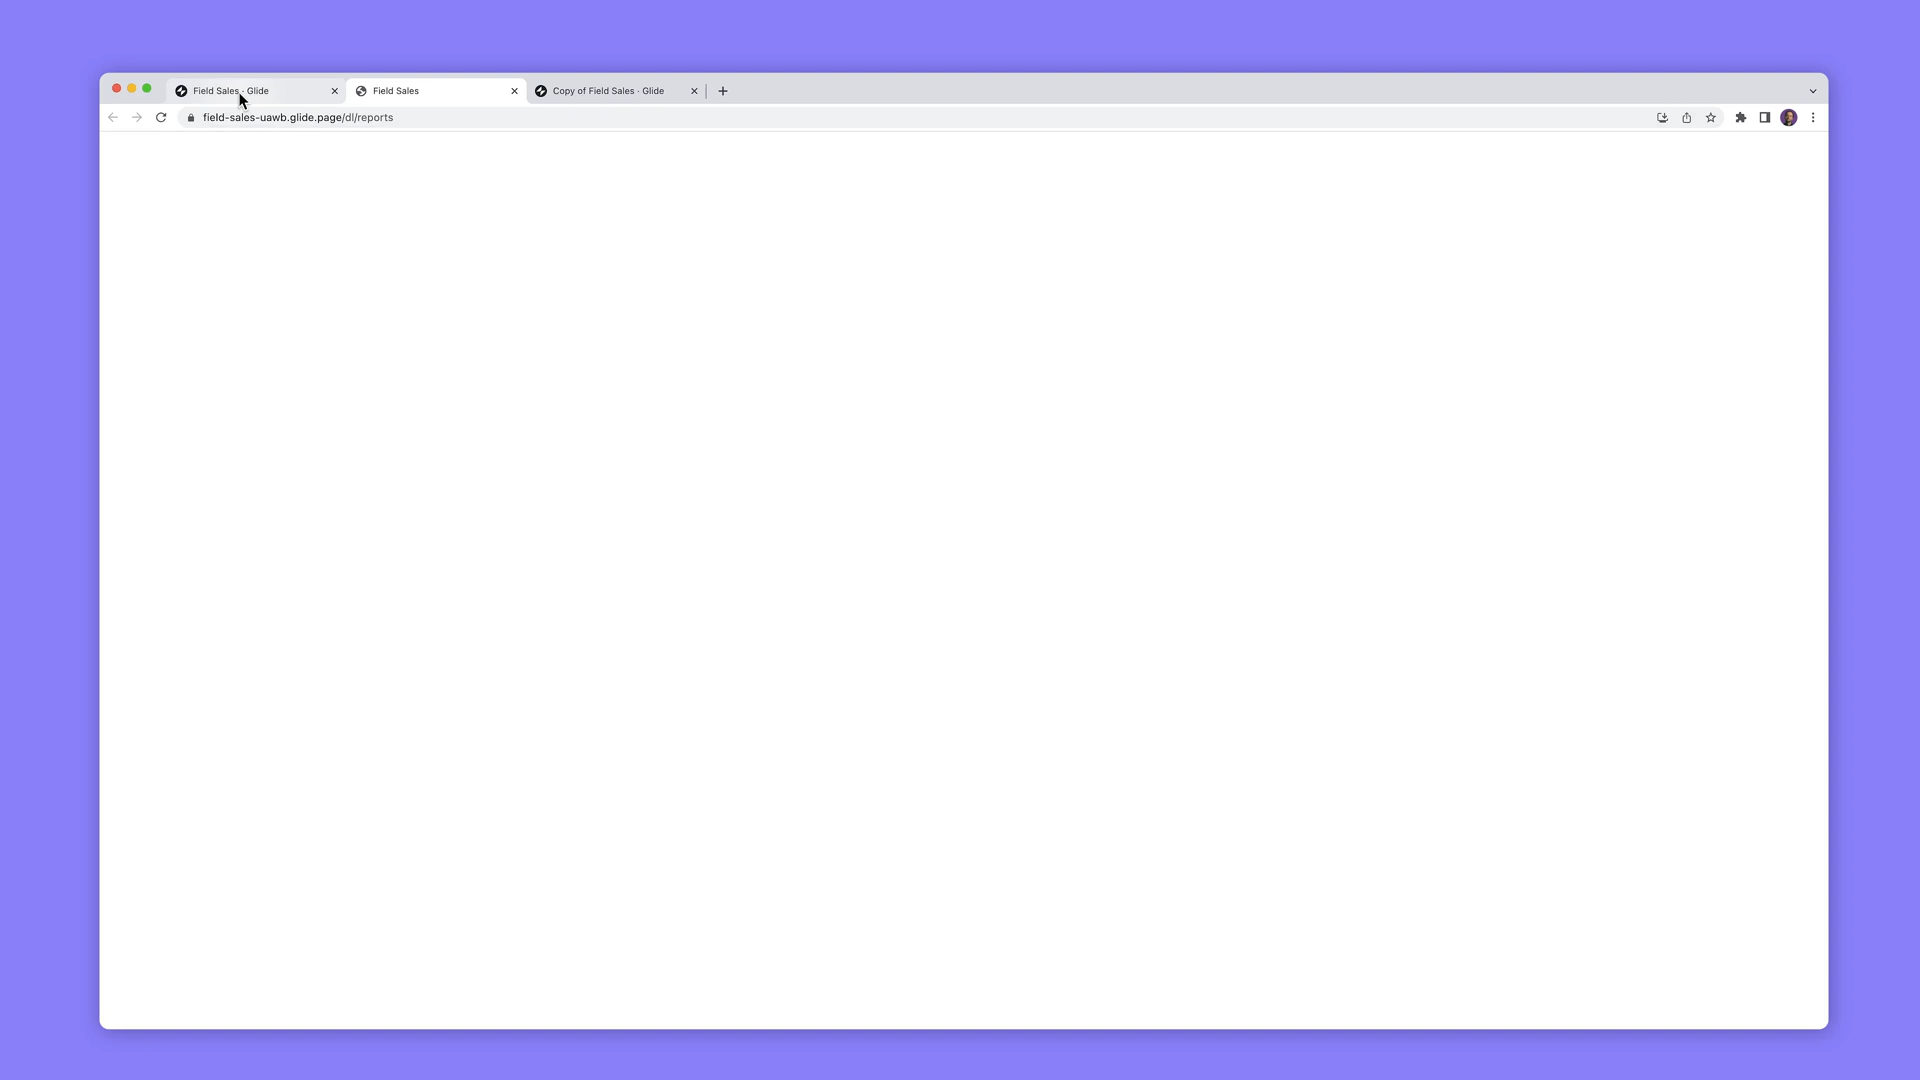 Field Sales · Glide
Field Sales
Copy of Field Sales · Glide
field-sales-uawb.glide.page/dl/reports